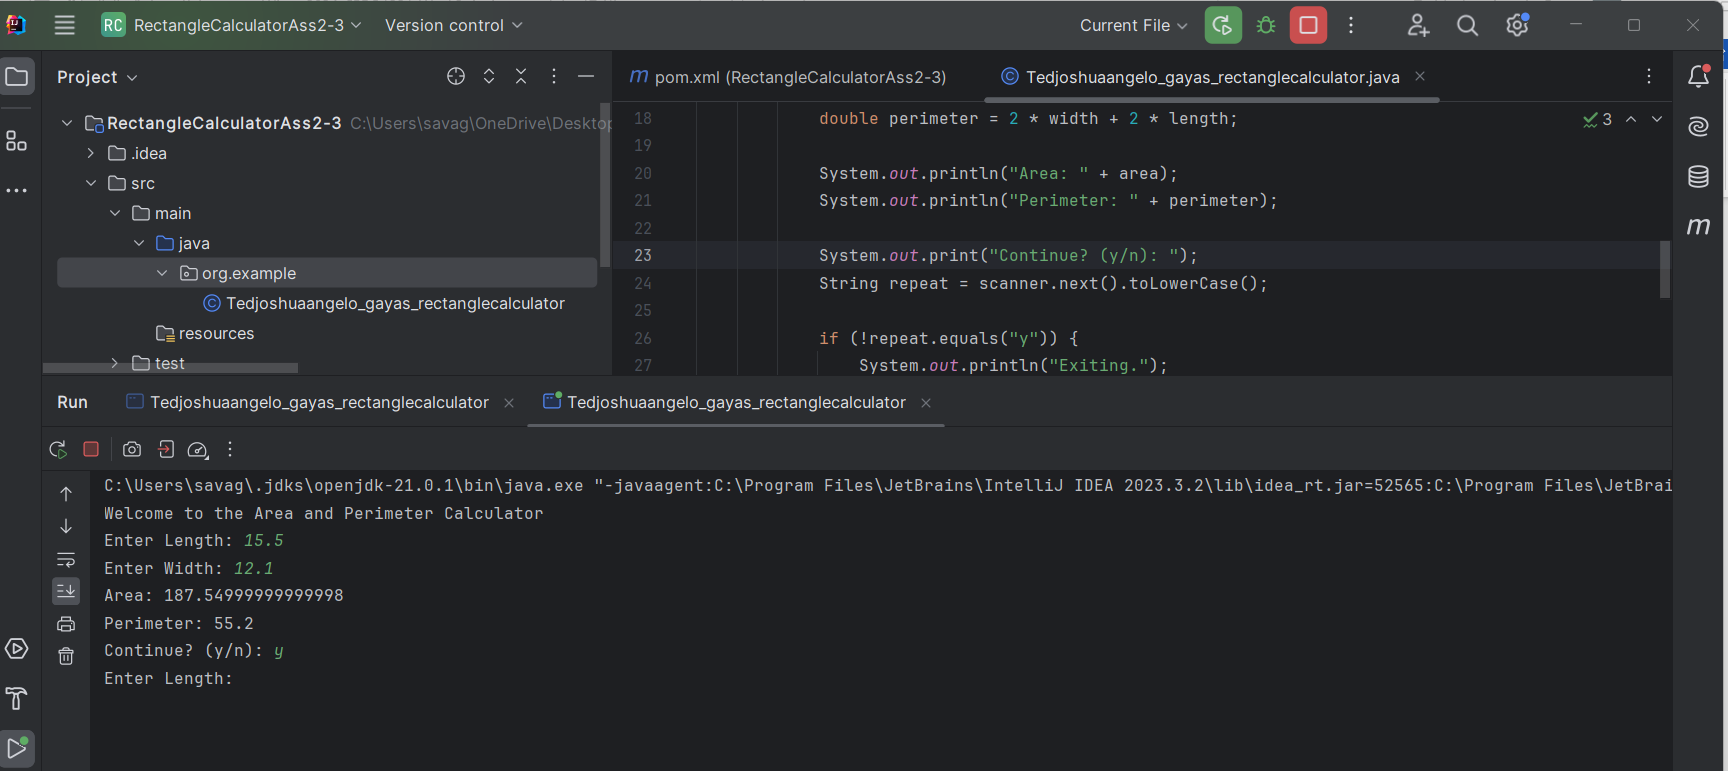 RC RectangleCalculatorAss2-3 Version control Current File
Project
RectangleCalculatorAss2-3 C:\Users\savag\OneDrive\Desktop
.idea
src
main
java
org.example
Tedjoshuaangelo_gayas_rectanglecalculator
resources
test
m pom.xml (RectangleCalculatorAss2-3) © Tedjoshuaangelo_gayas_rectanglecalculator.java
18 double perimeter = 2 * width + 2 * length;
3
19
20 System.out.println("Area: " + area);
21 System.out.println("Perimeter: " + perimeter);
22
23 System.out.print("Continue? (y/n): ");
24 String repeat = scanner.next().toLowerCase();
25
26 if (!repeat.equals("y")) {
27 System.out.println("Exiting.");
m
Run Tedjoshuaangelo_gayas_rectanglecalculator Tedjoshuaangelo_gayas_rectanglecalculator
C:\Users\savag\.jdks\openjdk-21.0.1\bin\java.exe "-javaagent:C:\Program Files\JetBrains\IntelliJ IDEA 2023.3.2\lib\idea_rt.jar=52565:C:\Program Files\JetBrai
Welcome to the Area and Perimeter Calculator
Enter Length: 15.5
Enter Width: 12.1
Area: 187.54999999999998
Perimeter: 55.2
Continue? (y/n): y
Enter Length: